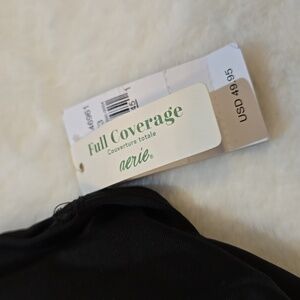 Full Coverage
Couverture totale
aerie®
USD 49.95